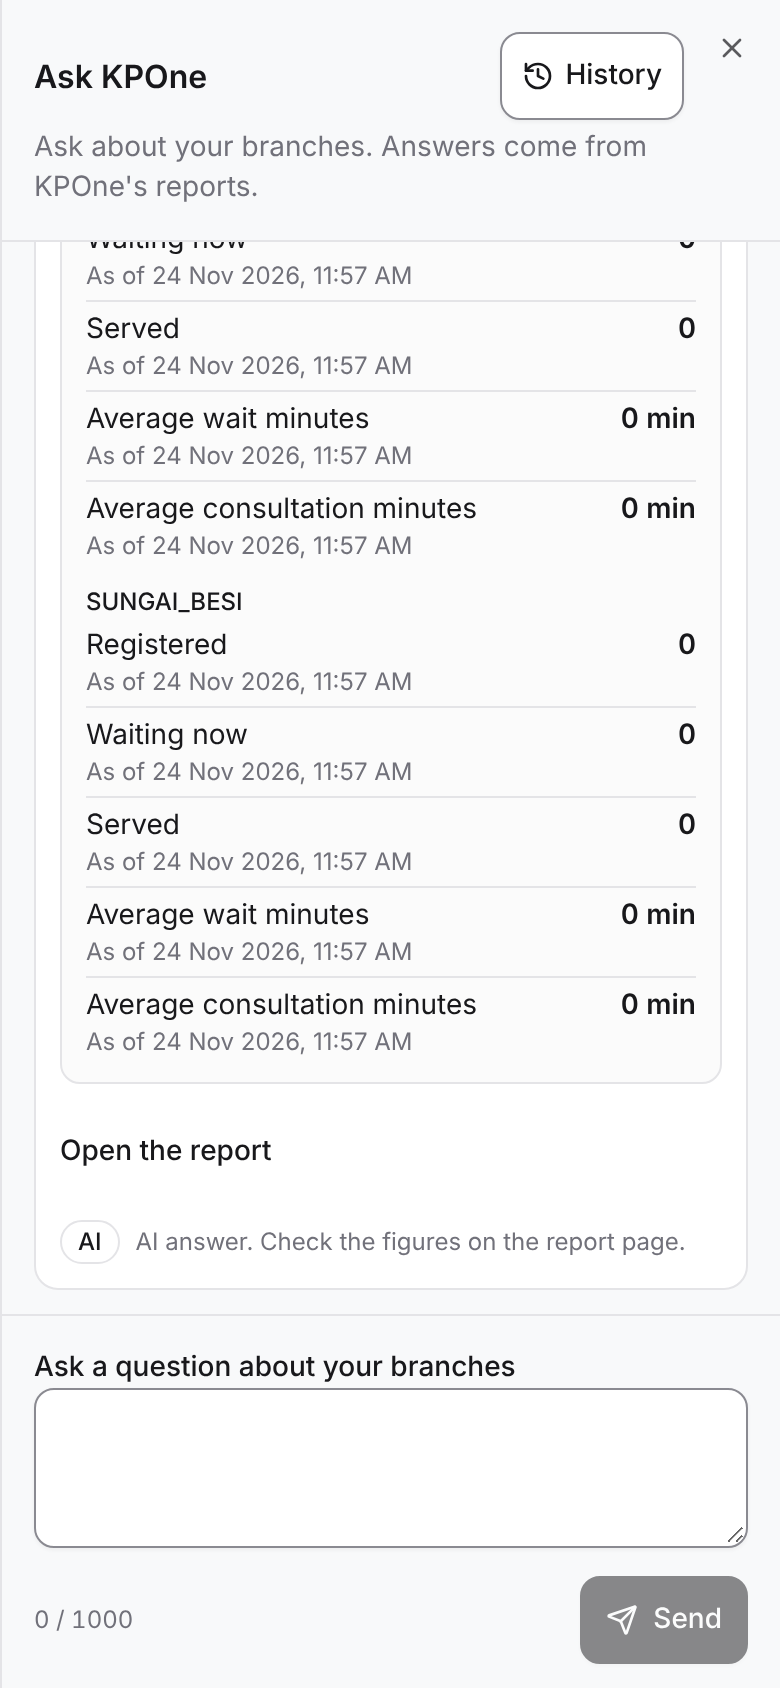 Ask KPOne
History
Ask about your branches. Answers come from
KPOne's reports.
Waiting now 0
As of 24 Nov 2026, 11:57 AM
Served 0
As of 24 Nov 2026, 11:57 AM
Average wait minutes 0 min
As of 24 Nov 2026, 11:57 AM
Average consultation minutes 0 min
As of 24 Nov 2026, 11:57 AM
SUNGAI_BESI
Registered 0
As of 24 Nov 2026, 11:57 AM
Waiting now 0
As of 24 Nov 2026, 11:57 AM
Served 0
As of 24 Nov 2026, 11:57 AM
Average wait minutes 0 min
As of 24 Nov 2026, 11:57 AM
Average consultation minutes 0 min
As of 24 Nov 2026, 11:57 AM
Open the report
AI AI answer. Check the figures on the report page.
Ask a question about your branches
0 / 1000
Send